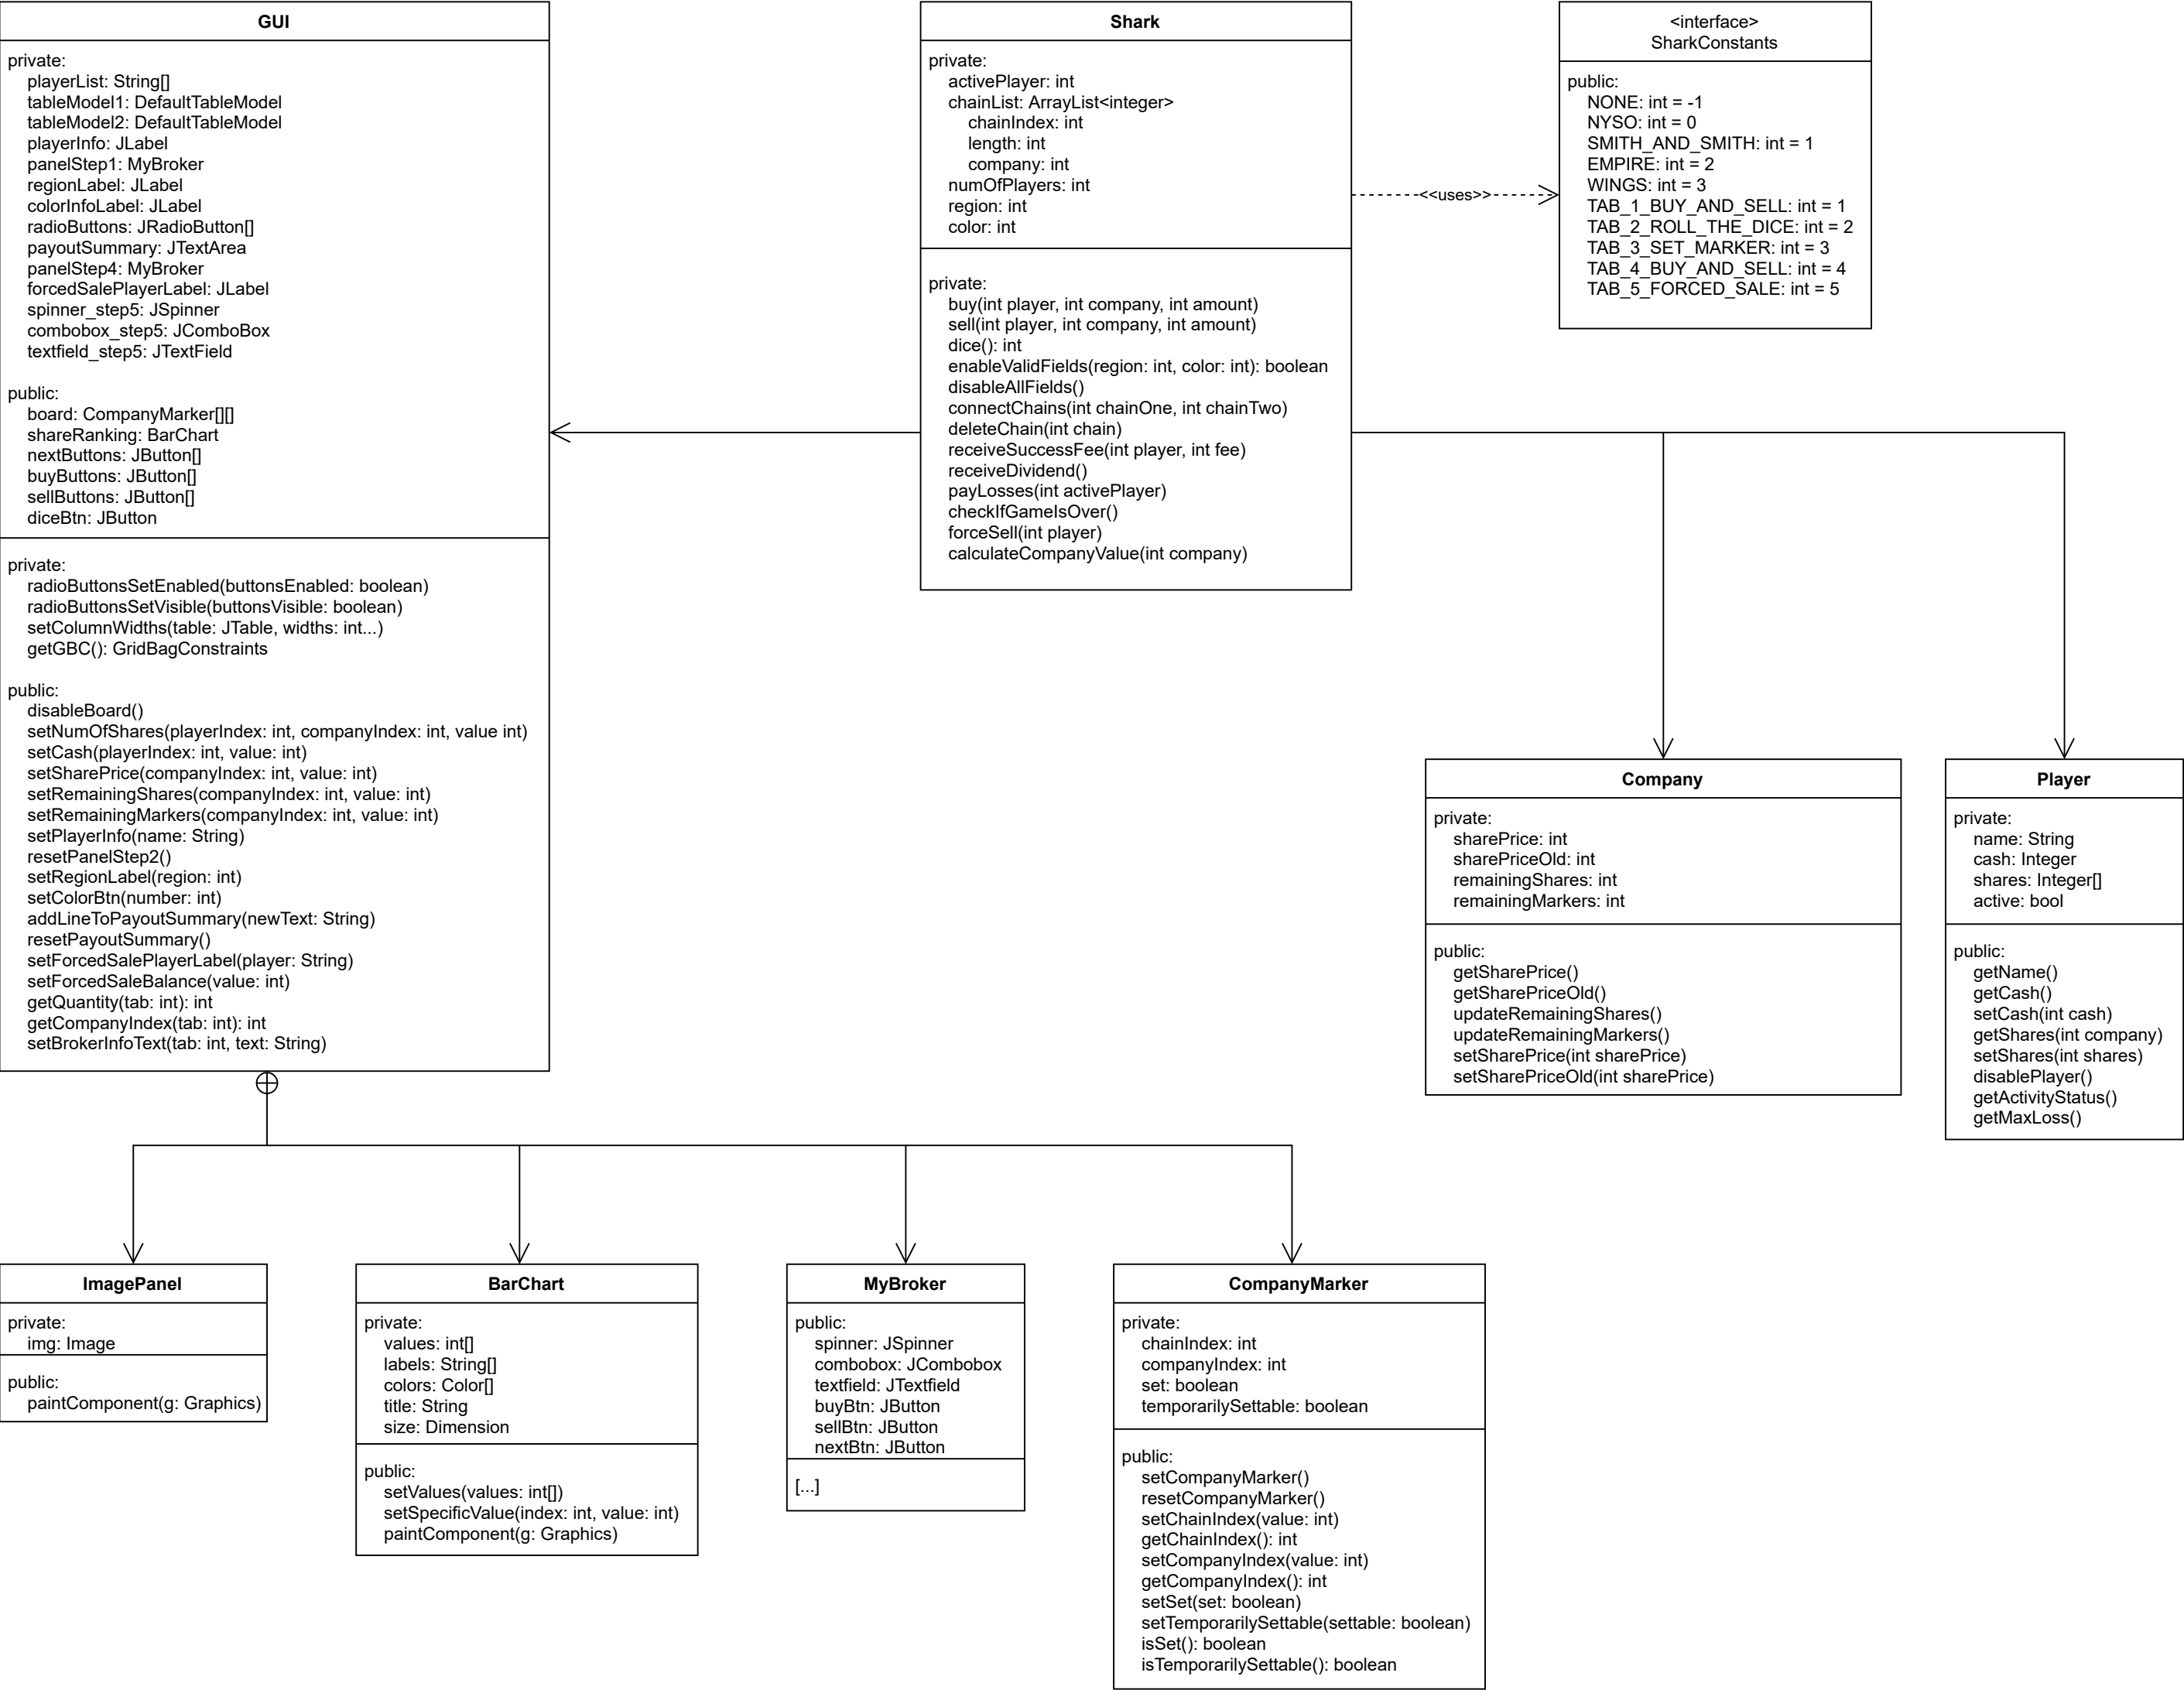 GUI
private:
playerList: String[]
tableModel1: DefaultTableModel
tableModel2: DefaultTableModel
playerInfo: JLabel
panelStep1: MyBroker
regionLabel: JLabel
colorInfoLabel: JLabel
radioButtons: JRadioButton[]
payoutSummary: JTextArea
panelStep4: MyBroker
forcedSalePlayerLabel: JLabel
spinner_step5: JSpinner
combobox_step5: JComboBox
textfield_step5: JTextField
public:
board: CompanyMarker[][]
shareRanking: BarChart
nextButtons: JButton[]
buyButtons: JButton[]
sellButtons: JButton[]
diceBtn: JButton
private:
radioButtonsSetEnabled(buttonsEnabled: boolean)
radioButtonsSetVisible(buttonsVisible: boolean)
setColumnWidths(table: JTable, widths: int...)
getGBC(): GridBagConstraints
public:
disableBoard()
setNumOfShares(playerIndex: int, companyIndex: int, value int)
setCash(playerIndex: int, value: int)
setSharePrice(companyIndex: int, value: int)
setRemainingShares(companyIndex: int, value: int)
setRemainingMarkers(companyIndex: int, value: int)
setPlayerInfo(name: String)
resetPanelStep2()
setRegionLabel(region: int)
setColorBtn(number: int)
addLineToPayoutSummary(newText: String)
resetPayoutSummary()
setForcedSalePlayerLabel(player: String)
setForcedSaleBalance(value: int)
getQuantity(tab: int): int
getCompanyIndex(tab: int): int
setBrokerInfoText(tab: int, text: String)
Shark
private:
activePlayer: int
chainList: ArrayList<integer>
chainIndex: int
length: int
company: int
numOfPlayers: int
region: int
color: int
private:
buy(int player, int company, int amount)
sell(int player, int company, int amount)
dice(): int
enableValidFields(region: int, color: int): boolean
disableAllFields()
connectChains(int chainOne, int chainTwo)
deleteChain(int chain)
receiveSuccessFee(int player, int fee)
receiveDividend()
payLosses(int activePlayer)
checkIfGameIsOver()
forceSell(int player)
calculateCompanyValue(int company)
<<uses>>
<interface>
SharkConstants
public:
NONE: int = -1
NYSO: int = 0
SMITH_AND_SMITH: int = 1
EMPIRE: int = 2
WINGS: int = 3
TAB_1_BUY_AND_SELL: int = 1
TAB_2_ROLL_THE_DICE: int = 2
TAB_3_SET_MARKER: int = 3
TAB_4_BUY_AND_SELL: int = 4
TAB_5_FORCED_SALE: int = 5
Company
private:
sharePrice: int
sharePriceOld: int
remainingShares: int
remainingMarkers: int
public:
getSharePrice()
getSharePriceOld()
updateRemainingShares()
updateRemainingMarkers()
setSharePrice(int sharePrice)
setSharePriceOld(int sharePrice)
Player
private:
name: String
cash: Integer
shares: Integer[]
active: bool
public:
getName()
getCash()
setCash(int cash)
getShares(int company)
setShares(int shares)
disablePlayer()
getActivityStatus()
getMaxLoss()
ImagePanel
private:
img: Image
public:
paintComponent(g: Graphics)
BarChart
private:
values: int[]
labels: String[]
colors: Color[]
title: String
size: Dimension
public:
setValues(values: int[])
setSpecificValue(index: int, value: int)
paintComponent(g: Graphics)
MyBroker
public:
spinner: JSpinner
combobox: JCombobox
textfield: JTextfield
buyBtn: JButton
sellBtn: JButton
nextBtn: JButton
[...]
CompanyMarker
private:
chainIndex: int
companyIndex: int
set: boolean
temporarilySettable: boolean
public:
setCompanyMarker()
resetCompanyMarker()
setChainIndex(value: int)
getChainIndex(): int
setCompanyIndex(value: int)
getCompanyIndex(): int
setSet(set: boolean)
setTemporarilySettable(settable: boolean)
isSet(): boolean
isTemporarilySettable(): boolean